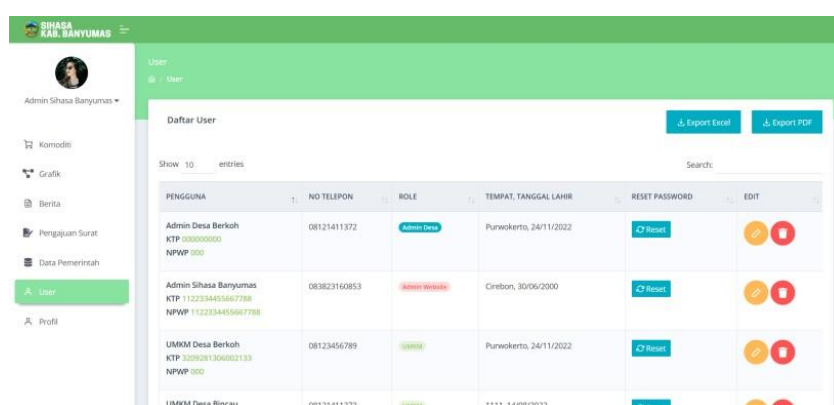 SIHASA
KAB. BANYUMAS
User
/ User
Admin Sihasa Banyumas
Komoditi
Grafik
Berita
Pengajuan Surat
Data Pemerintah
User
Profil
Daftar User
Export Excel
Export PDF
Show 10 entries
Search:
PENGGUNA NO TELEPON ROLE TEMPAT, TANGGAL LAHIR RESET PASSWORD EDIT
Admin Desa Berkoh 08121411372 Admin Desa Purwokerto, 24/11/2022 Reset
KTP 000000000
NPWP 000
Admin Sihasa Banyumas 083823160853 Admin Website Cirebon, 30/06/2000 Reset
KTP 1122334455667788
NPWP 1122334455667788
UMKM Desa Berkoh 08123456789 UMKM Purwokerto, 24/11/2022 Reset
KTP 3209281306002133
NPWP 000
UMKM Desa